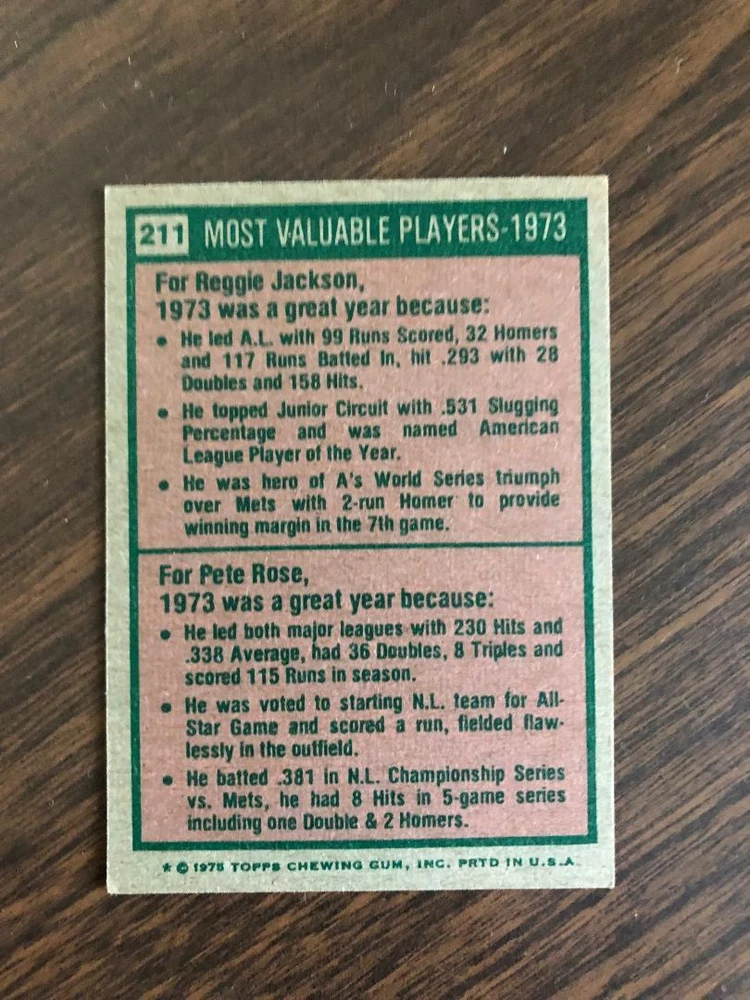 211 MOST VALUABLE PLAYERS-1973
For Reggie Jackson,
1973 was a great year because:
• He led A.L. with 99 Runs Scored, 32 Homers
and 117 Runs Batted In, hit .293 with 28
Doubles and 158 Hits.
• He topped Junior Circuit with .531 Slugging
Percentage and was named American
League Player of the Year.
• He was hero of A's World Series triumph
over Mets with 2-run Homer to provide
winning margin in the 7th game.
For Pete Rose,
1973 was a great year because:
• He led both major leagues with 230 Hits and
.338 Average, had 36 Doubles, 8 Triples and
scored 115 Runs in season.
• He was voted to starting N.L. team for All-
Star Game and scored a run, fielded flaw-
lessly in the outfield.
• He batted .381 in N.L. Championship Series
vs. Mets, he had 8 Hits in 5-game series
including one Double & 2 Homers.
★ © 1975 TOPPS CHEWING GUM, INC. PRTD IN U.S.A.